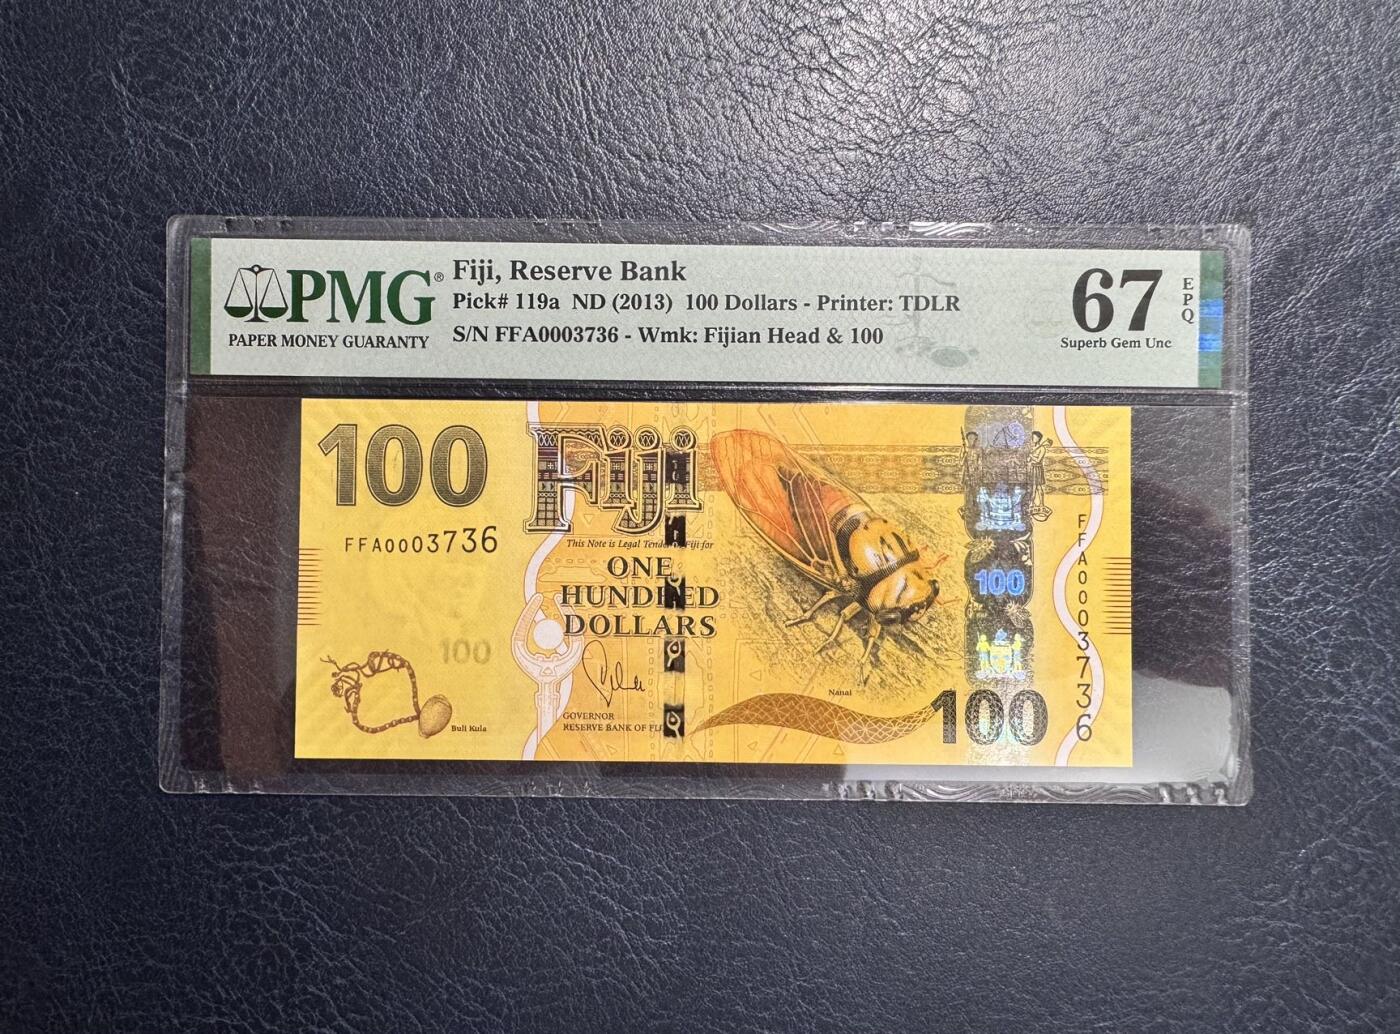 PMG®
PAPER MONEY GUARANTY
Fiji, Reserve Bank
Pick# 119a ND (2013) 100 Dollars - Printer: TDLR
S/N FFA0003736 - Wmk: Fijian Head & 100
67
EPQ
Superb Gem Unc
100
Fiji
FFA0003736
This Note is Legal Tender in Fiji for
ONE
HUNDRED
DOLLARS
100
GOVERNOR
RESERVE BANK OF FIJI
Buli Kula
Nanai
100
100
FFA0003736